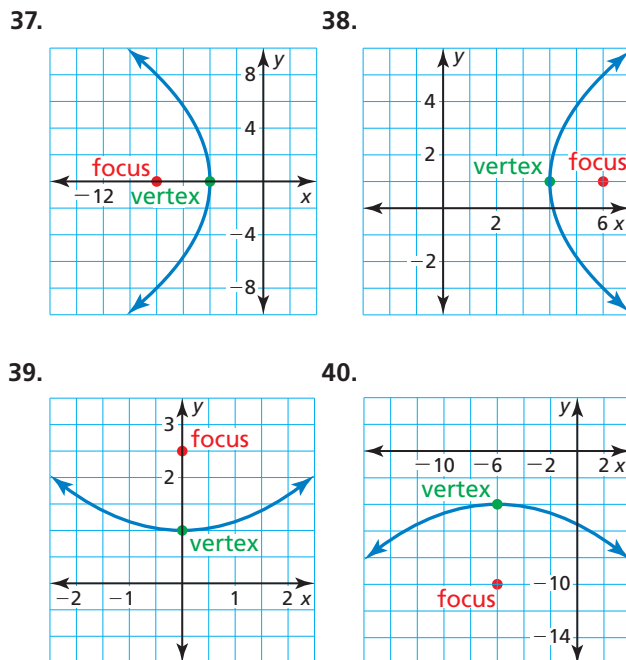 37.
y
8
4
focus
−12
vertex
x
−4
−8
38.
y
4
2
vertex
focus
2
6 x
−2
39.
y
3
focus
2
vertex
−2
−1
1
2 x
40.
y
−10
−6
−2
2 x
vertex
−10
focus
−14